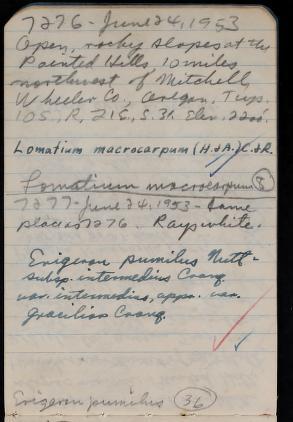 7276 - June 24, 1953
Open, rocky slopes at the
Painted Hills, 10 miles
northwest of Mitchell,
Wheeler Co., Oregon. Twp.
10S., R. 21E., S. 31. Elev. 2200'.
Lomatium macrocarpum (H. & A.) C. & R.
Lomatium macrocarpum 8
7277 - June 24, 1953 - Same
place as 7276. Rays white.
Erigeron pumilus Nutt.
subsp. intermedius Cronq.
var. intermedius, appr. var.
gracilior Cronq.
Erigeron pumilus 36